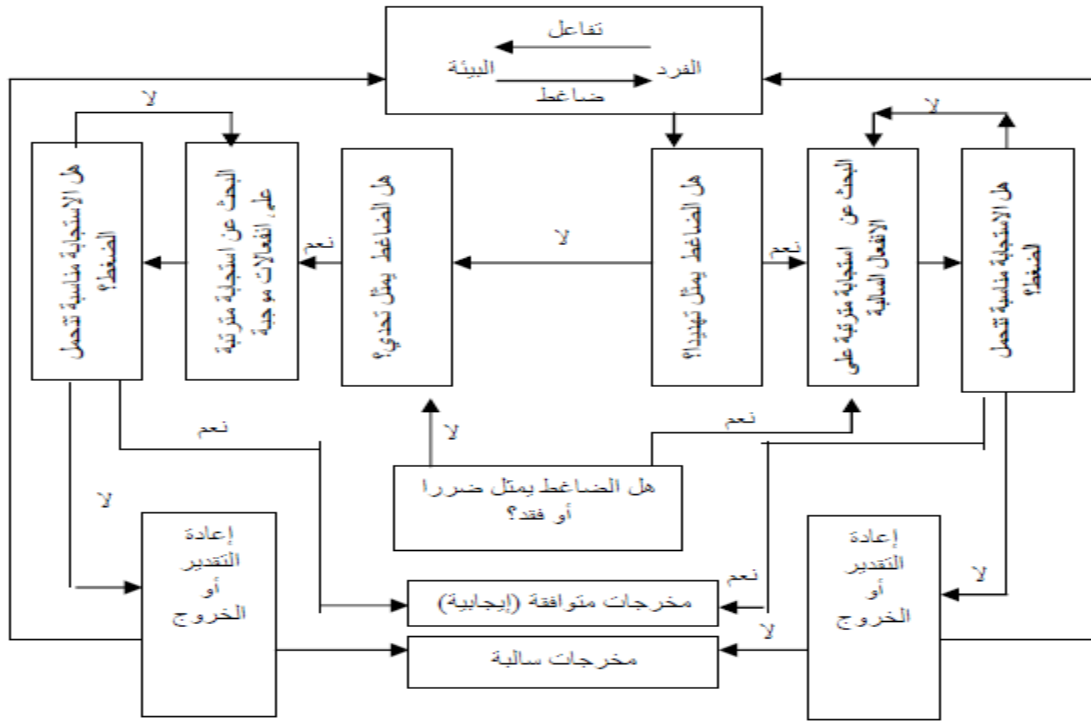 تفاعل
الفرد
البيئة
ضاغط
لا
لا
هل الاستجابة مناسبة لتحمل
لضغط؟
البحث عن استجابة مترتبة على
الانفعال السالبة
نعم
هل الضاغط يمثل تهديدا؟
لا
هل الضاغط يمثل تحدي؟
نعم
البحث عن استجابة مترتبة
على انفعالات موجبة
هل الاستجابة مناسبة لتحمل
الضغط؟
نعم
لا
نعم
هل الضاغط يمثل ضررا
أو فقد؟
لا
إعادة
التقدير
أو
الخروج
لا
إعادة
التقدير
أو
الخروج
لا
نعم
مخرجات متوافقة (إيجابية)
لا
مخرجات سالبة